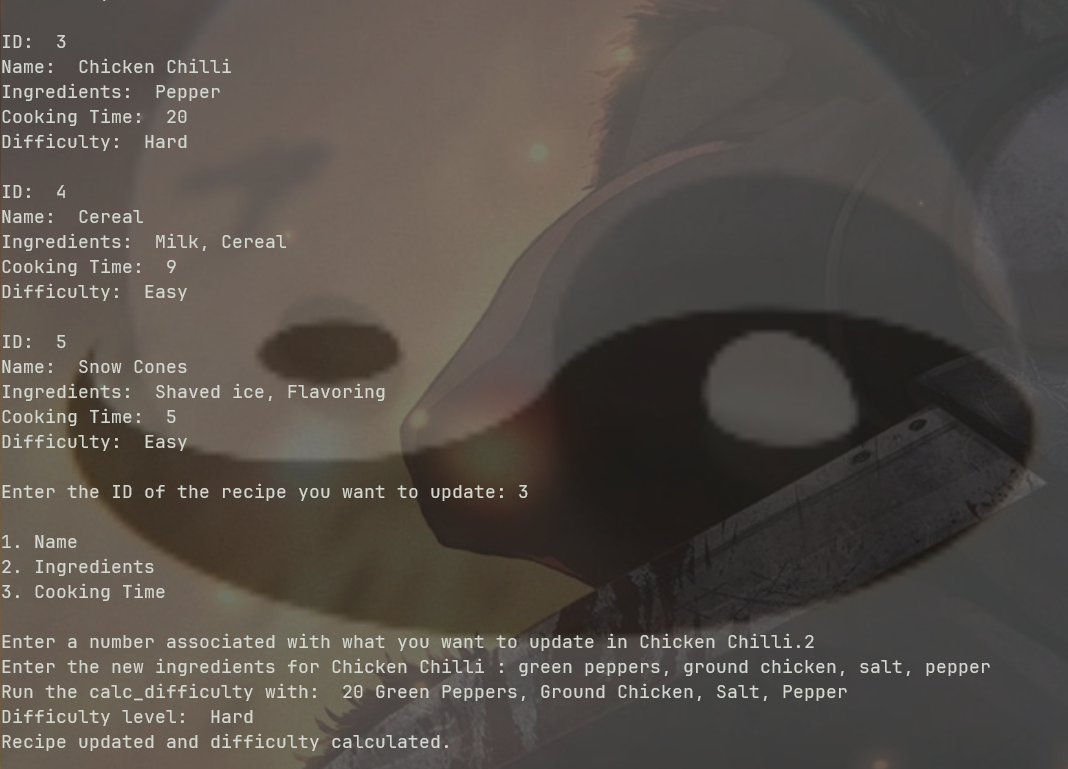 ID:  3
Name:  Chicken Chilli
Ingredients:  Pepper
Cooking Time:  20
Difficulty:  Hard
ID:  4
Name:  Cereal
Ingredients:  Milk, Cereal
Cooking Time:  9
Difficulty:  Easy
ID:  5
Name:  Snow Cones
Ingredients:  Shaved ice, Flavoring
Cooking Time:  5
Difficulty:  Easy
Enter the ID of the recipe you want to update: 3
1. Name
2. Ingredients
3. Cooking Time
Enter a number associated with what you want to update in Chicken Chilli.2
Enter the new ingredients for Chicken Chilli : green peppers, ground chicken, salt, pepper
Run the calc_difficulty with:  20 Green Peppers, Ground Chicken, Salt, Pepper
Difficulty level:  Hard
Recipe updated and difficulty calculated.